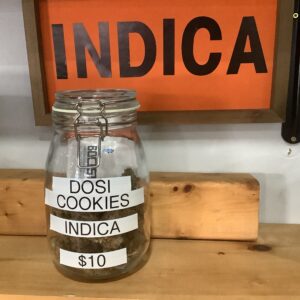 INDICA
DOSI
COOKIES
INDICA
$10